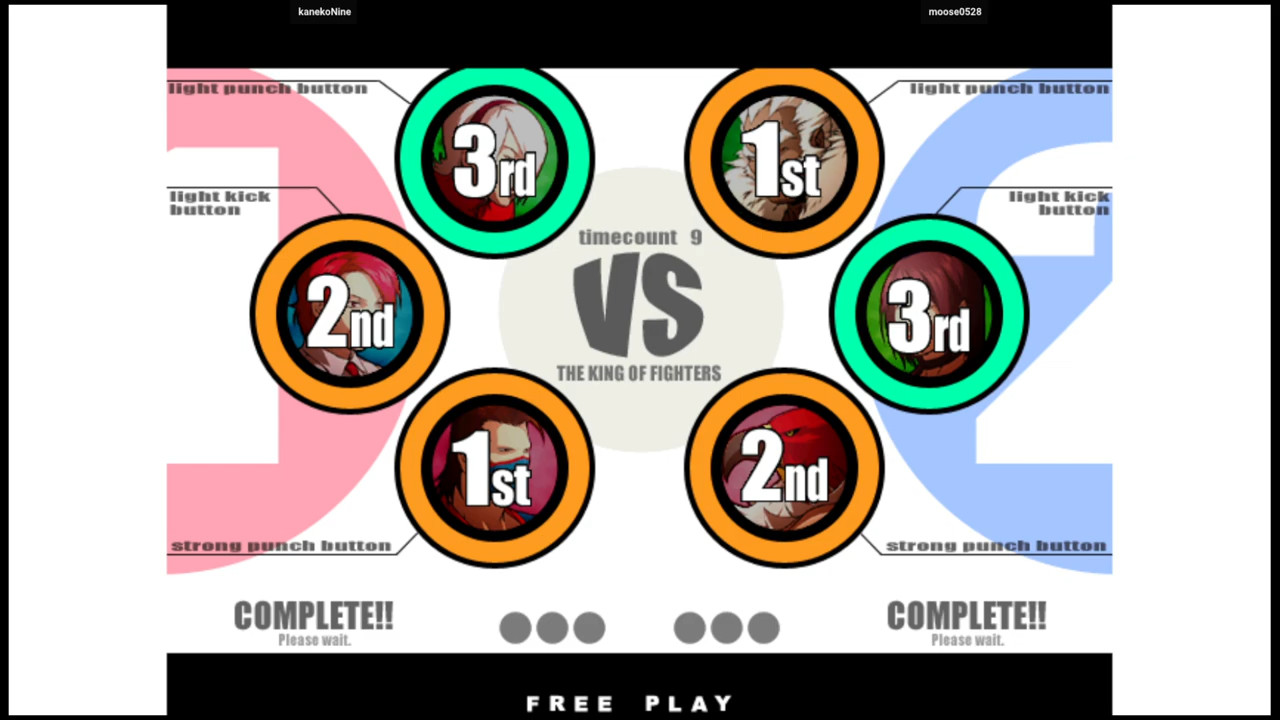 kanekoNine
moose0528
light punch button
light punch button
3rd
1st
light kick
button
light kick
button
timecount 9
VS
2nd
3rd
THE KING OF FIGHTERS
1st
2nd
strong punch button
strong punch button
COMPLETE!!
Please wait.
COMPLETE!!
Please wait.
FREE PLAY